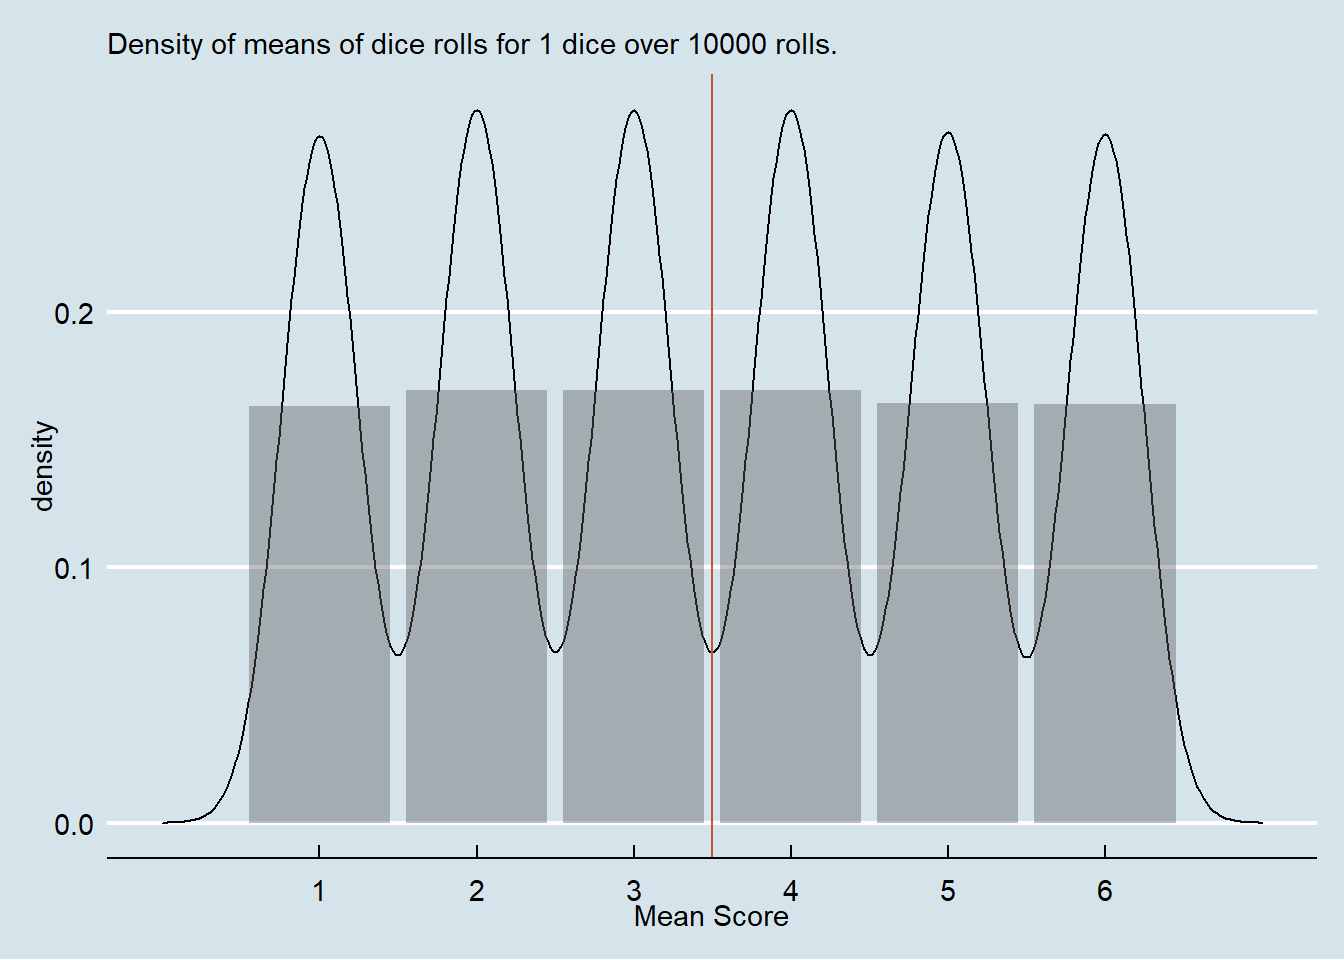 Density of means of dice rolls for 1 dice over 10000 rolls.
0.2
0.1
0.0
density
1 2 3 4 5 6
Mean Score